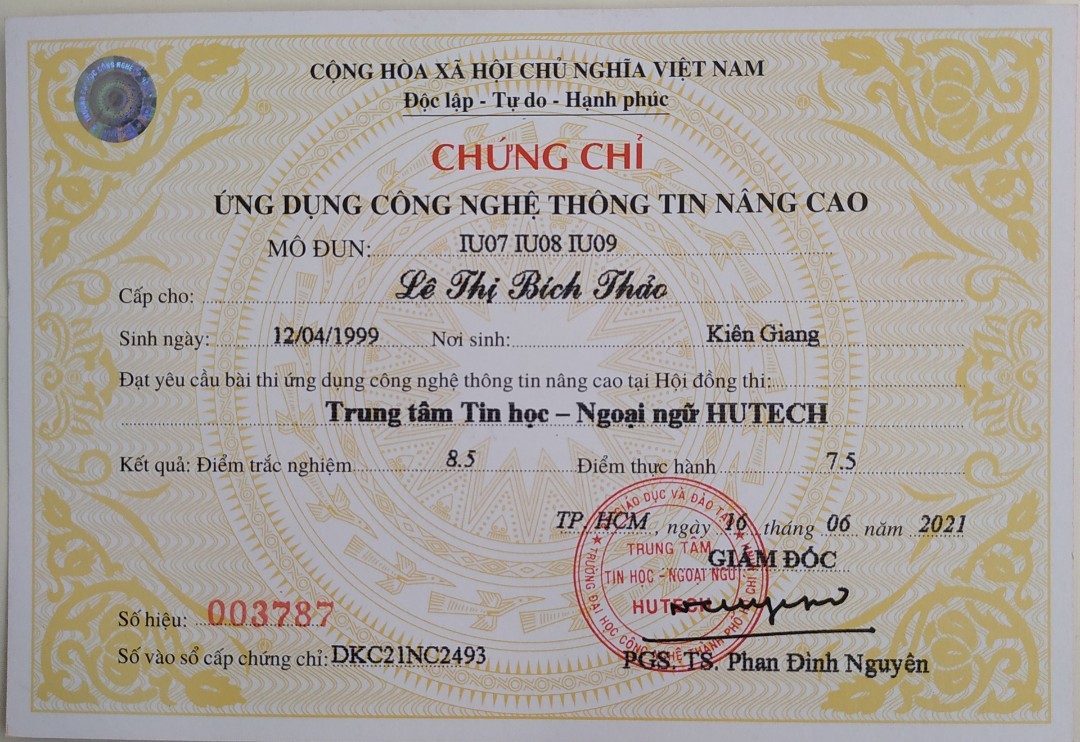 CỘNG HÒA XÃ HỘI CHỦ NGHĨA VIỆT NAM
Độc lập - Tự do - Hạnh phúc
CHỨNG CHỈ
ỨNG DỤNG CÔNG NGHỆ THÔNG TIN NÂNG CAO
MÔ ĐUN: IU07 IU08 IU09
Cấp cho: Lê Thị Bích Thảo
Sinh ngày: 12/04/1999 Nơi sinh: Kiên Giang
Đạt yêu cầu bài thi ứng dụng công nghệ thông tin nâng cao tại Hội đồng thi:
Trung tâm Tin học – Ngoại ngữ HUTECH
Kết quả: Điểm trắc nghiệm 8.5 Điểm thực hành 7.5
TP. HCM, ngày 16 tháng 06 năm 2021
GIÁM ĐỐC
TRUNG TÂM
TIN HỌC - NGOẠI NGỮ
HUTECH
Số hiệu: 003787
Số vào sổ cấp chứng chỉ: DKC21NC2493
PGS. TS. Phan Đình Nguyên